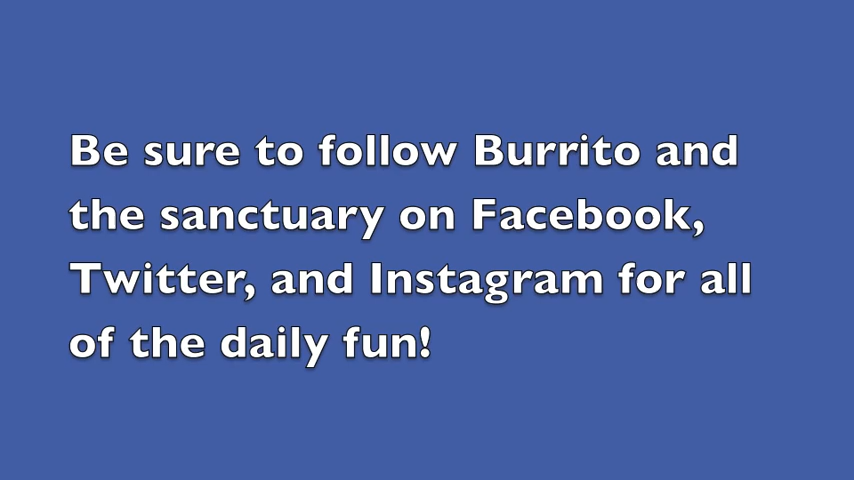 Be sure to follow Burrito and
the sanctuary on Facebook,
Twitter, and Instagram for all
of the daily fun!